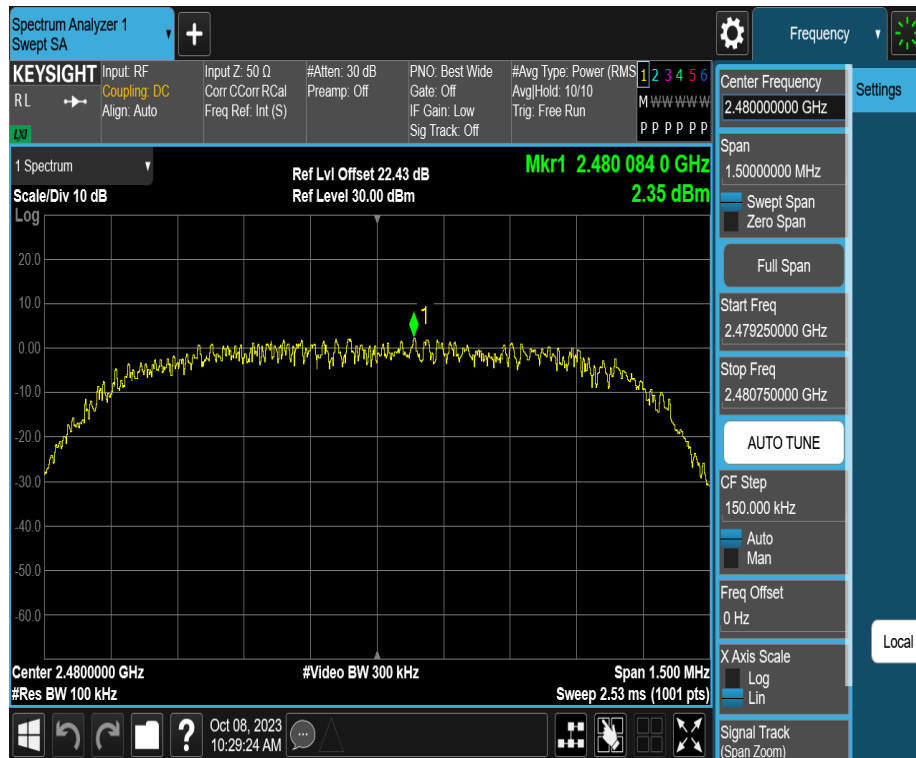 Spectrum Analyzer 1
Swept SA
+
Frequency
KEYSIGHT
RL
LXI
Input: RF
Coupling: DC
Align: Auto
Input Z: 50 Ω
Corr CCorr RCal
Freq Ref: Int (S)
#Atten: 30 dB
Preamp: Off
PNO: Best Wide
Gate: Off
IF Gain: Low
Sig Track: Off
#Avg Type: Power (RMS
Avg|Hold: 10/10
Trig: Free Run
1 2 3 4 5 6
M W W W W W
P P P P P P
1 Spectrum
Scale/Div 10 dB
Log
Ref Lvl Offset 22.43 dB
Ref Level 30.00 dBm
Mkr1 2.480 084 0 GHz
2.35 dBm
1
20.0
10.0
0.00
-10.0
-20.0
-30.0
-40.0
-50.0
-60.0
Center 2.4800000 GHz
#Res BW 100 kHz
#Video BW 300 kHz
Span 1.500 MHz
Sweep 2.53 ms (1001 pts)
Center Frequency
2.480000000 GHz
Span
1.50000000 MHz
Swept Span
Zero Span
Full Span
Start Freq
2.479250000 GHz
Stop Freq
2.480750000 GHz
AUTO TUNE
CF Step
150.000 kHz
Auto
Man
Freq Offset
0 Hz
X Axis Scale
Log
Lin
Signal Track
(Span Zoom)
Settings
Local
?
Oct 08, 2023
10:29:24 AM